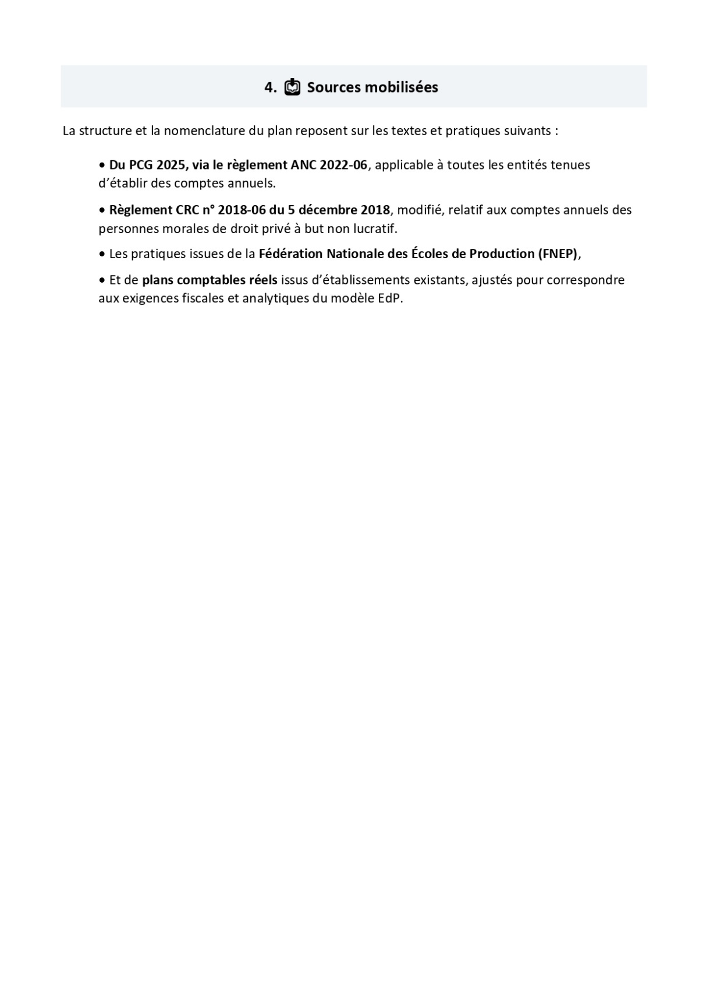 4. Sources mobilisées
La structure et la nomenclature du plan reposent sur les textes et pratiques suivants :
• Du PCG 2025, via le règlement ANC 2022-06, applicable à toutes les entités tenues
d’établir des comptes annuels.
• Règlement CRC n° 2018-06 du 5 décembre 2018, modifié, relatif aux comptes annuels des
personnes morales de droit privé à but non lucratif.
• Les pratiques issues de la Fédération Nationale des Écoles de Production (FNEP),
• Et de plans comptables réels issus d’établissements existants, ajustés pour correspondre
aux exigences fiscales et analytiques du modèle EdP.